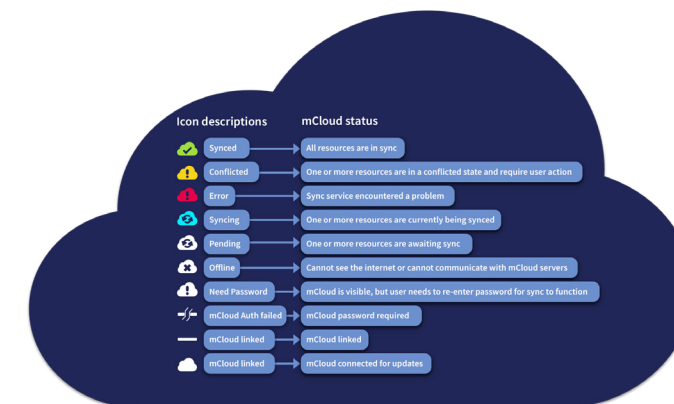 Icon descriptions mCloud status
Synced All resources are in sync
Conflicted One or more resources are in a conflicted state and require user action
Error Sync service encountered a problem
Syncing One or more resources are currently being synced
Pending One or more resources are awaiting sync
Offline Cannot see the internet or cannot communicate with mCloud servers
Need Password mCloud is visible, but user needs to re-enter password for sync to function
mCloud Auth failed mCloud password required
mCloud linked mCloud linked
mCloud linked mCloud connected for updates